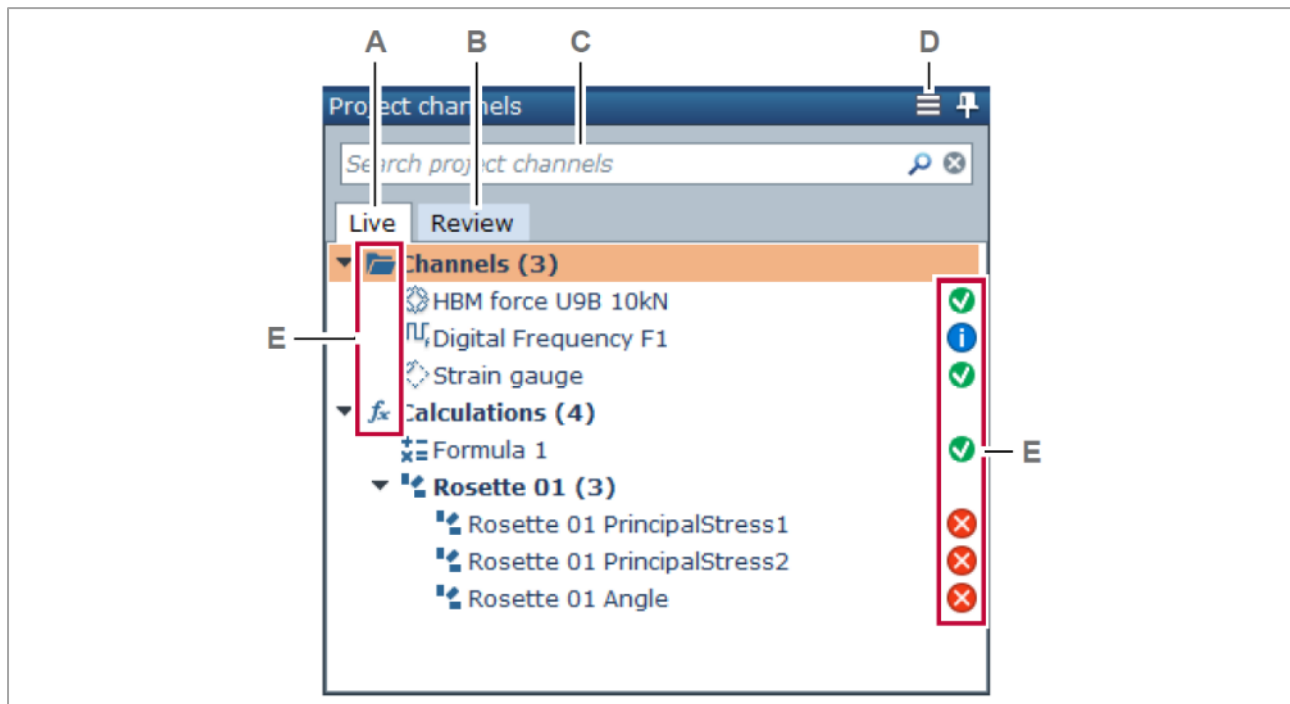 A B C D
Project channels
Search project channels
Live Review
Channels (3)
HBM force U9B 10kN
E
Digital Frequency F1
Strain gauge
fx Calculations (4)
Formula 1
E
Rosette 01 (3)
Rosette 01 PrincipalStress1
Rosette 01 PrincipalStress2
Rosette 01 Angle